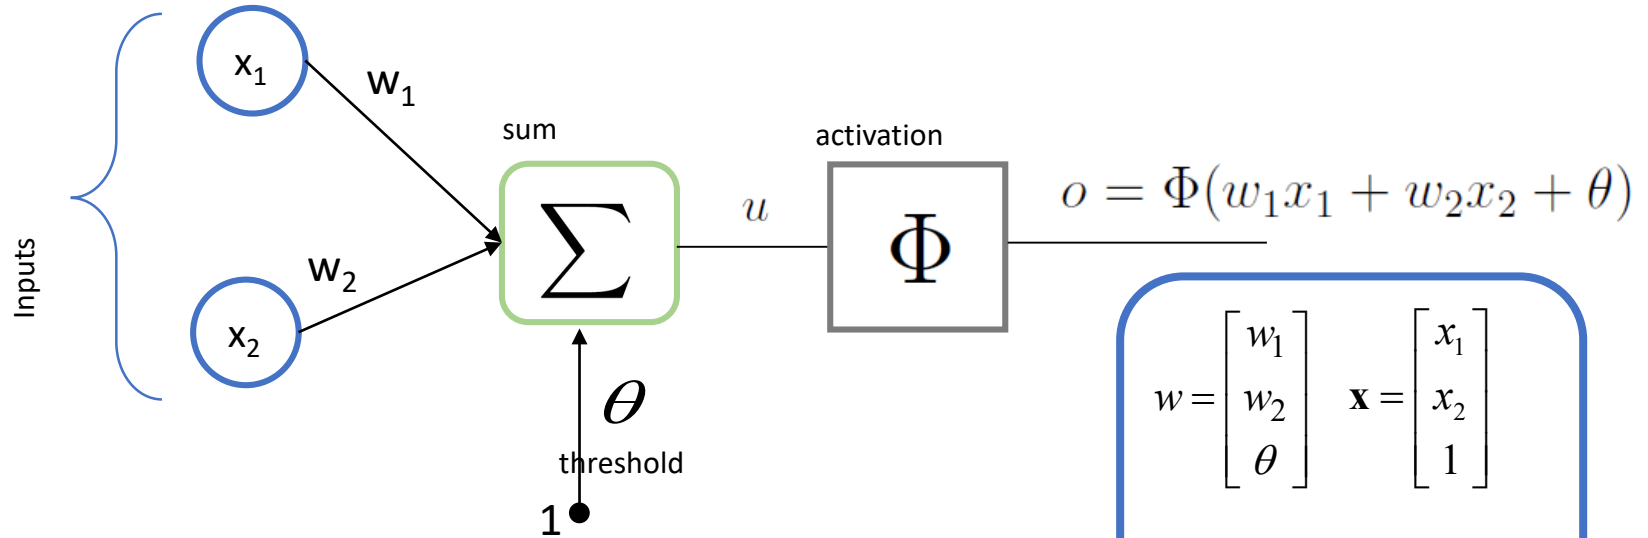 x₁
w₁
sum
activation
o = Φ(w₁x₁ + w₂x₂ + θ)
u
∑
Φ
Inputs
w₂
x₂
θ
threshold
1
w = [w₁ w₂ θ] x = [x₁ x₂ 1]